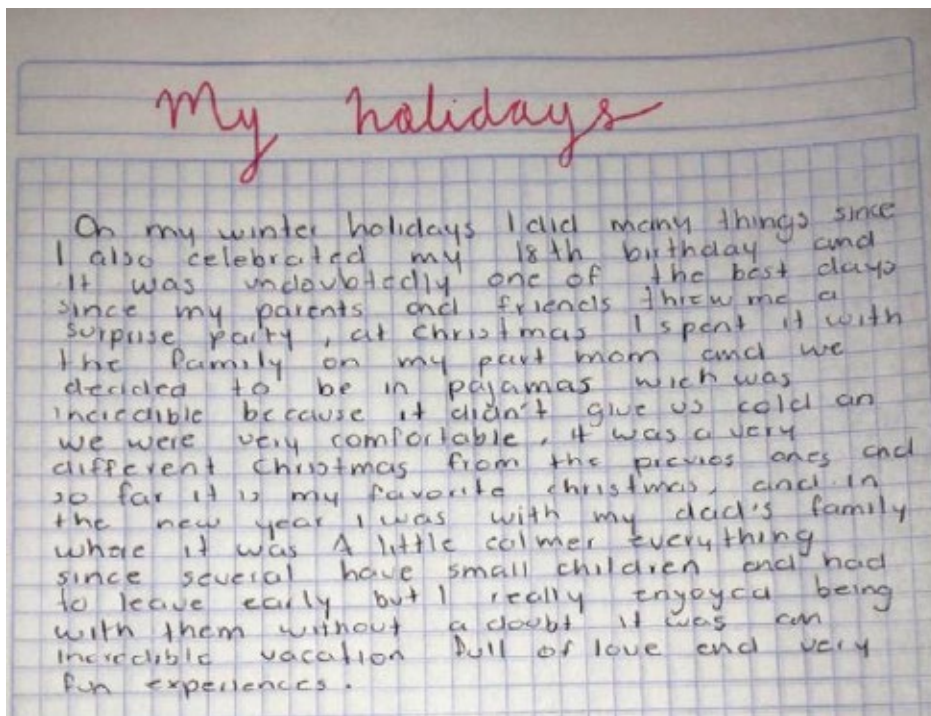 My holidays
On my winter holidays I did many things since
I also celebrated my 18th birthday and
It was undoubtedly one of the best days
since my parents and friends threw me a
surprise party, at christmas I spent it with
the family on my part mom and we
decided to be in pajamas wich was
incredible because it didn't give us cold an
we were very comfortable, it was a very
different christmas from the previos ones and
so far it is my favorite christmas, and in
the new year I was with my dad's family
whore it was A little calmer everything
since several have small children and had
to leave early but I really enyoyed being
with them without a doubt it was an
incredible vacation full of love and very
fun experiences.